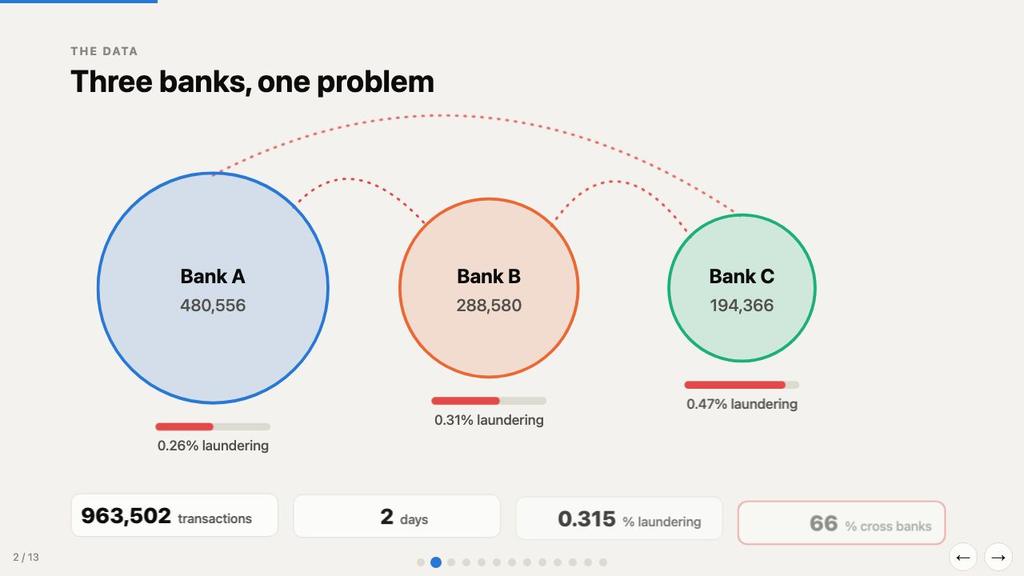 THE DATA
Three banks, one problem
Bank A
480,556
Bank B
288,580
Bank C
194,366
0.26% laundering
0.31% laundering
0.47% laundering
963,502 transactions
2 days
0.315 % laundering
66 % cross banks
2 / 13
← →